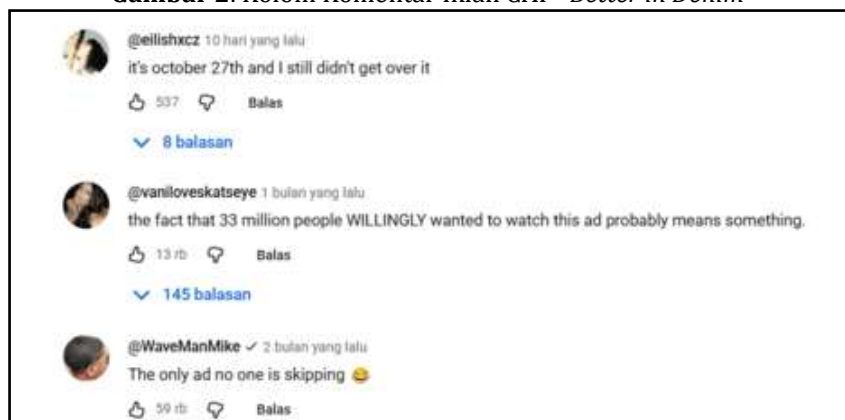 Gambar 2. Kolom Komentar Iklan GAP "Better in Denim"
@eilishxcz 10 hari yang lalu
it's october 27th and I still didn't get over it
537 Balas
8 balasan
@vaniloveskatseye 1 bulan yang lalu
the fact that 33 million people WILLINGLY wanted to watch this ad probably means something.
13 rb Balas
145 balasan
@WaveManMike 2 bulan yang lalu
The only ad no one is skipping 😂
59 rb Balas